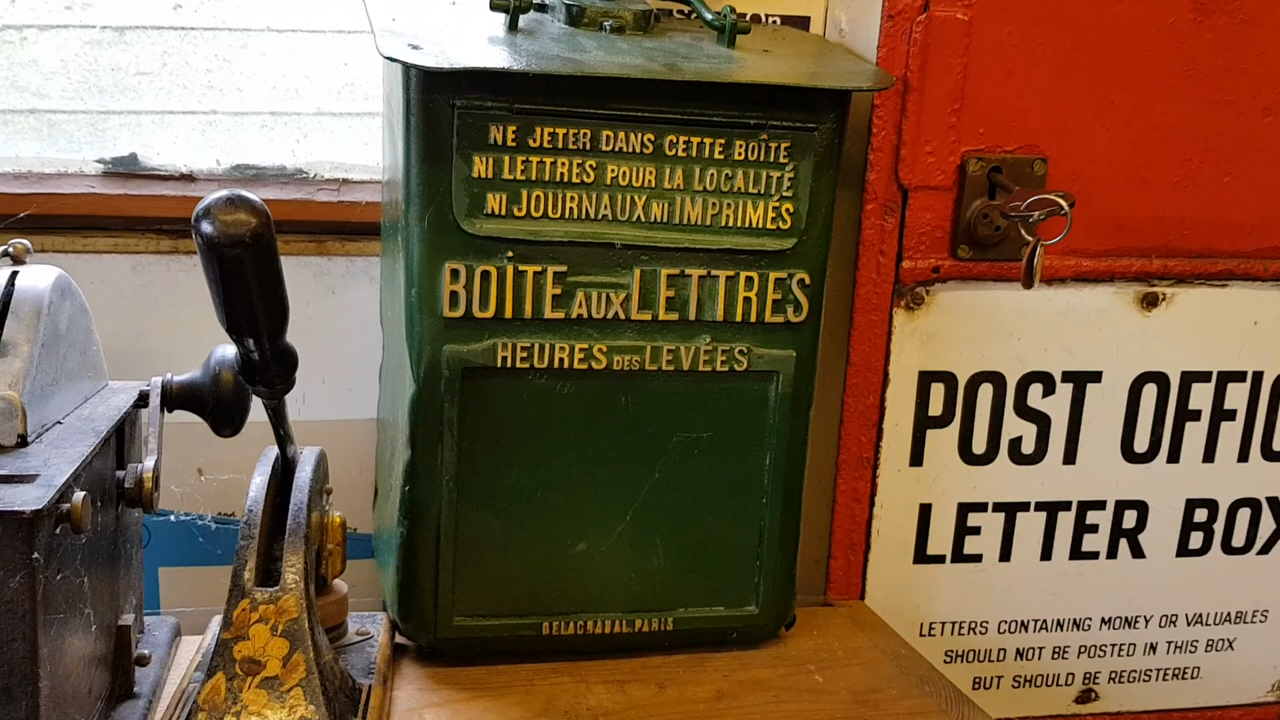 NE JETER DANS CETTE BOÎTE
NI LETTRES POUR LA LOCALITÉ
NI JOURNAUX NI IMPRIMÉS
BOÎTE AUX LETTRES
HEURES DES LEVÉES
DELACHANAL. PARIS
POST OFFIC
LETTER BOX
LETTERS CONTAINING MONEY OR VALUABLES
SHOULD NOT BE POSTED IN THIS BOX
BUT SHOULD BE REGISTERED.